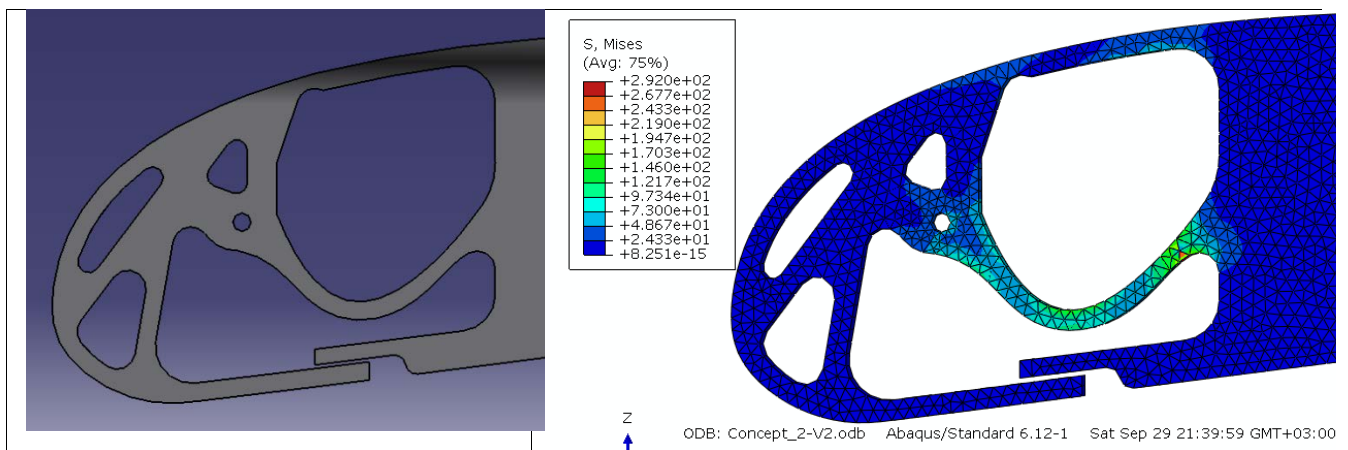 S, Mises
(Avg: 75%)
+2.920e+02
+2.677e+02
+2.433e+02
+2.190e+02
+1.947e+02
+1.703e+02
+1.460e+02
+1.217e+02
+9.734e+01
+7.300e+01
+4.867e+01
+2.433e+01
+8.251e-15
Z
ODB: Concept_2-V2.odb Abaqus/Standard 6.12-1 Sat Sep 29 21:39:59 GMT+03:00